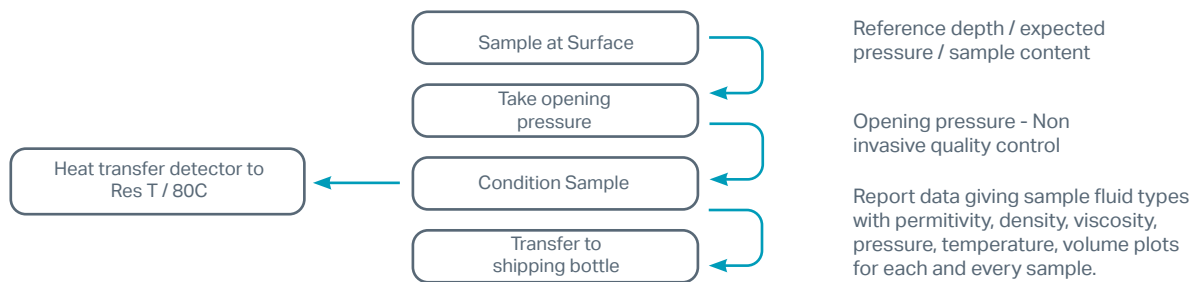 Sample at Surface
Reference depth / expected
pressure / sample content
Take opening
pressure
Opening pressure - Non
invasive quality control
Heat transfer detector to
Res T / 80C
Condition Sample
Report data giving sample fluid types
with permitivity, density, viscosity,
pressure, temperature, volume plots
for each and every sample.
Transfer to
shipping bottle